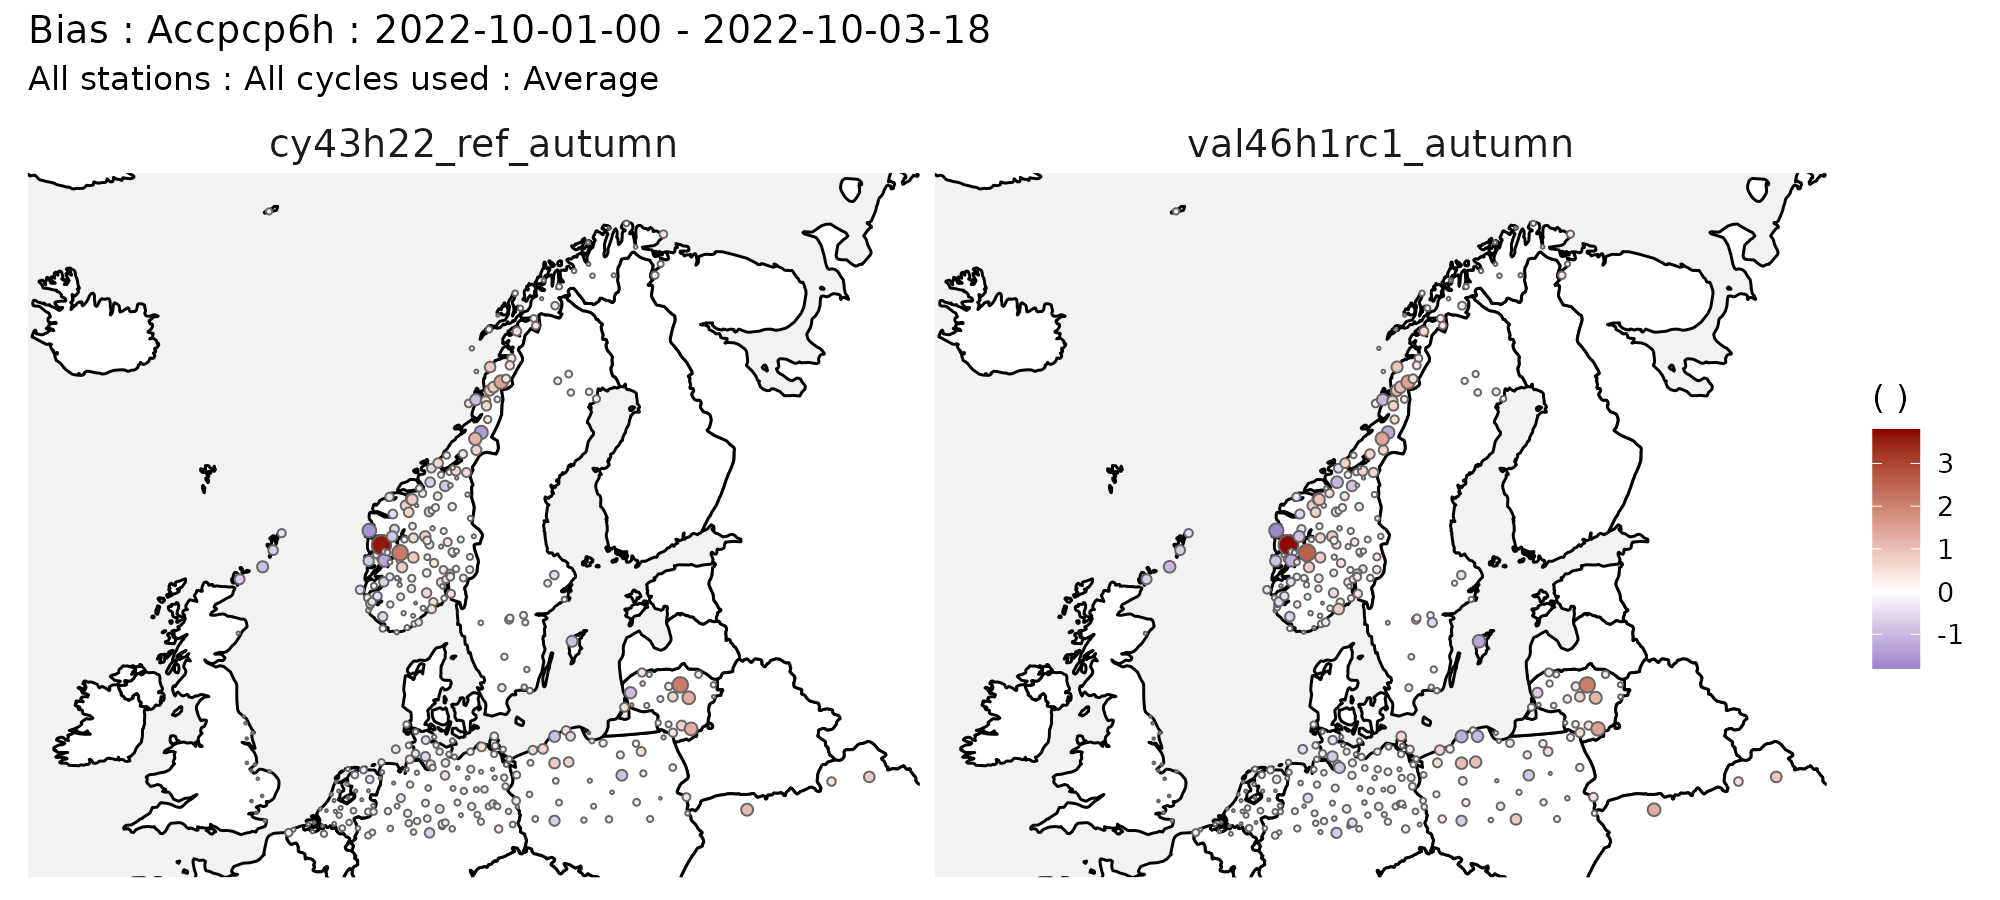 Bias : Accpcp6h : 2022-10-01-00 - 2022-10-03-18
All stations : All cycles used : Average
cy43h22_ref_autumn
val46h1rc1_autumn
( )
3
2
1
0
-1